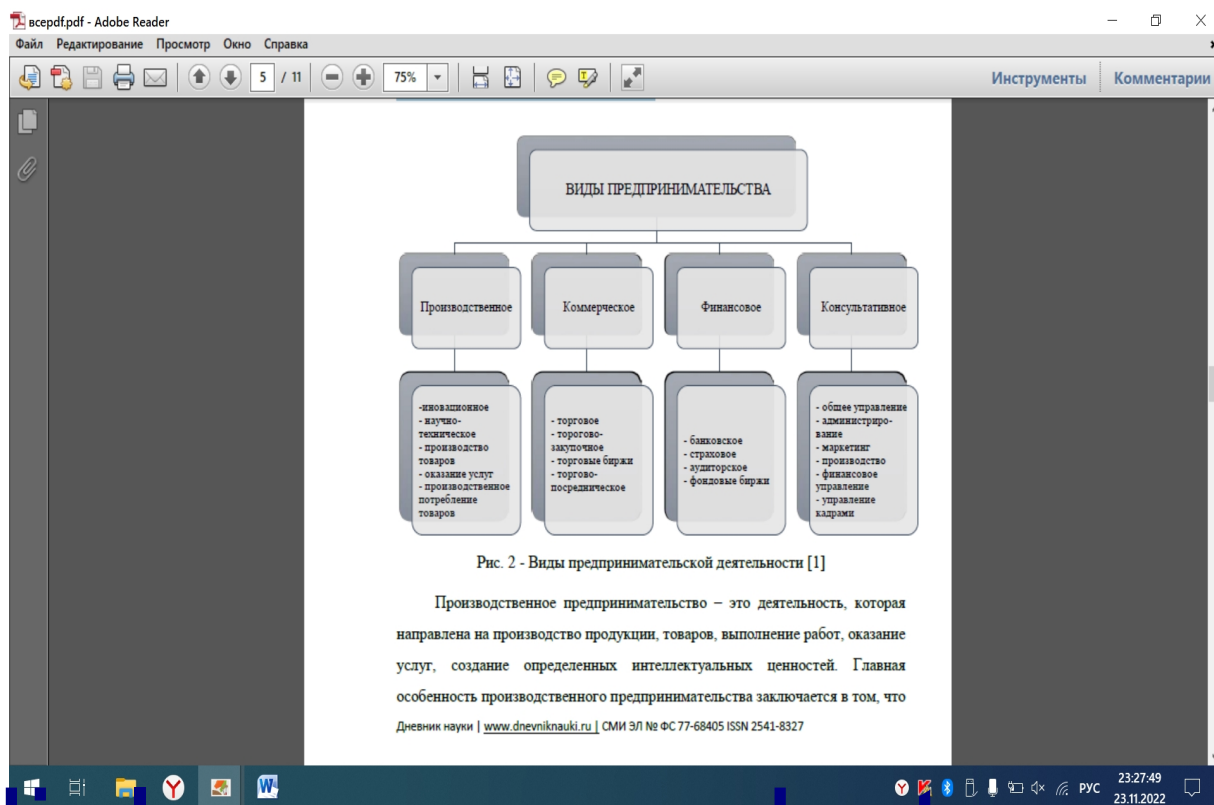 всеpdf.pdf - Adobe Reader
Файл Редактирование Просмотр Окно Справка
5 / 11
75%
Инструменты Комментарии
ВИДЫ ПРЕДПРИНИМАТЕЛЬСТВА
Производственное
Коммерческое
Финансовое
Консультативное
-иновационное
- научно-
техническое
- производство
товаров
- оказание услуг
- производственное
потребление
товаров
- торговое
- торогово-
закупочное
- торговые биржи
- торгово-
посредническое
- банковское
- страховое
- аудиторское
- фондовые биржи
- общее управление
- администриро-
вание
- маркетинг
- производство
- финансовое
управление
- управление
кадрами
Рис. 2 - Виды предпринимательской деятельности [1]
Производственное предпринимательство – это деятельность, которая
направлена на производство продукции, товаров, выполнение работ, оказание
услуг, создание определенных интеллектуальных ценностей. Главная
особенность производственного предпринимательства заключается в том, что
Дневник науки | www.dnevniknauki.ru | СМИ ЭЛ № ФС 77-68405 ISSN 2541-8327
РУС
23:27:49
23.11.2022